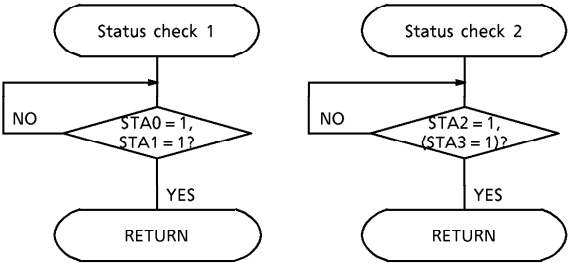 Status check 1
NO
STA0 = 1,
STA1 = 1?
YES
RETURN
Status check 2
NO
STA2 = 1,
(STA3 = 1)?
YES
RETURN